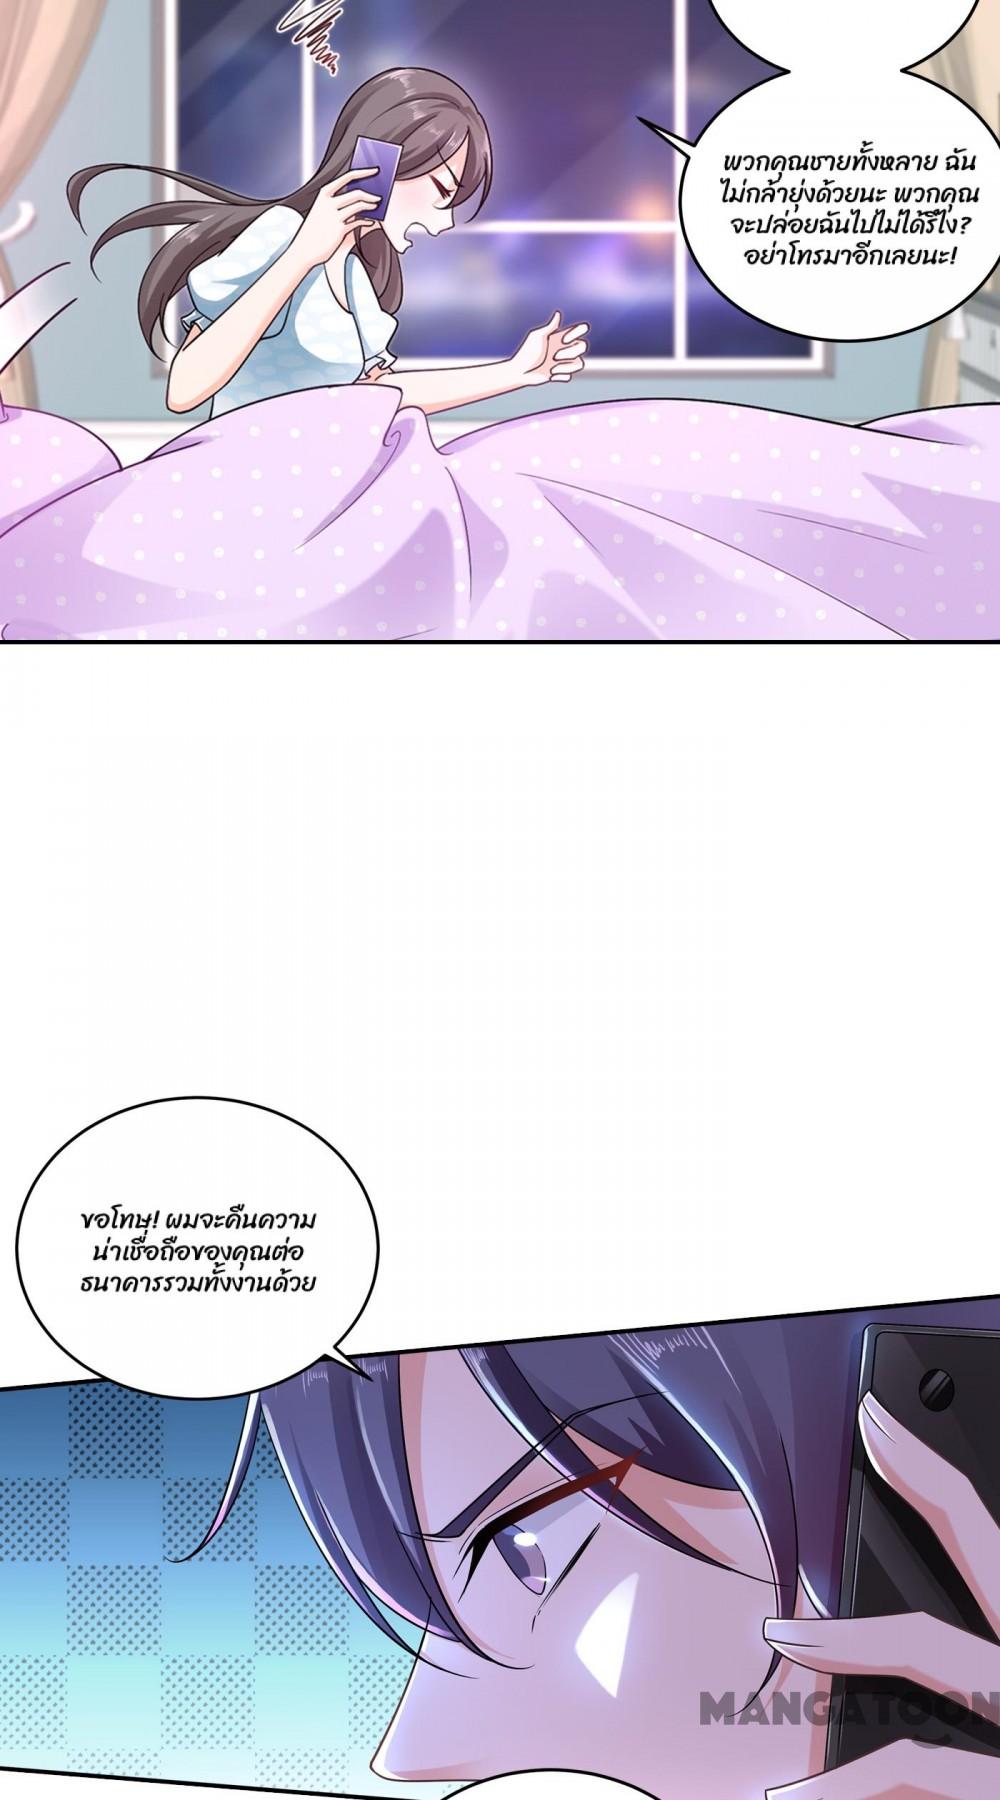 พวกคุณชายทั้งหลาย ฉัน
ไม่กล้ายุ่งด้วยนะ พวกคุณ
จะปล่อยฉันไปไม่ได้รึไง?
อย่าโทรมาอีกเลยนะ!
ขอโทษ! ผมจะคืนความ
น่าเชื่อถือของคุณต่อ
ธนาคารรวมทั้งงานด้วย
MANGATOON